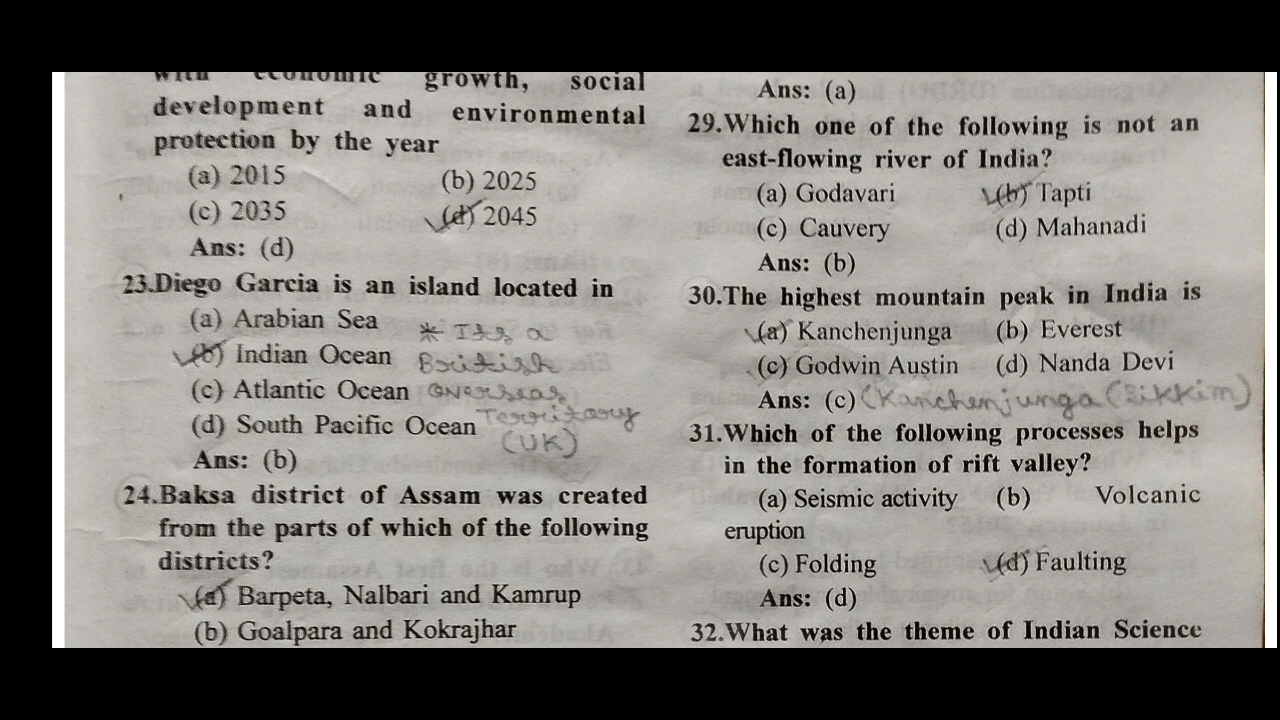 with economic growth, social
development and environmental
protection by the year
(a) 2015 (b) 2025
(c) 2035 (d) 2045
Ans: (d)
23.Diego Garcia is an island located in
(a) Arabian Sea * Its a
(b) Indian Ocean British
(c) Atlantic Ocean Overseas
(d) South Pacific Ocean Territory
(UK)
Ans: (b)
24.Baksa district of Assam was created
from the parts of which of the following
districts?
(a) Barpeta, Nalbari and Kamrup
(b) Goalpara and Kokrajhar
Ans: (a)
29.Which one of the following is not an
east-flowing river of India?
(a) Godavari (b) Tapti
(c) Cauvery (d) Mahanadi
Ans: (b)
30.The highest mountain peak in India is
(a) Kanchenjunga (b) Everest
(c) Godwin Austin (d) Nanda Devi
Ans: (c) (Kanchenjunga (Sikkim)
31.Which of the following processes helps
in the formation of rift valley?
(a) Seismic activity (b) Volcanic
eruption
(c) Folding (d) Faulting
Ans: (d)
32.What was the theme of Indian Science